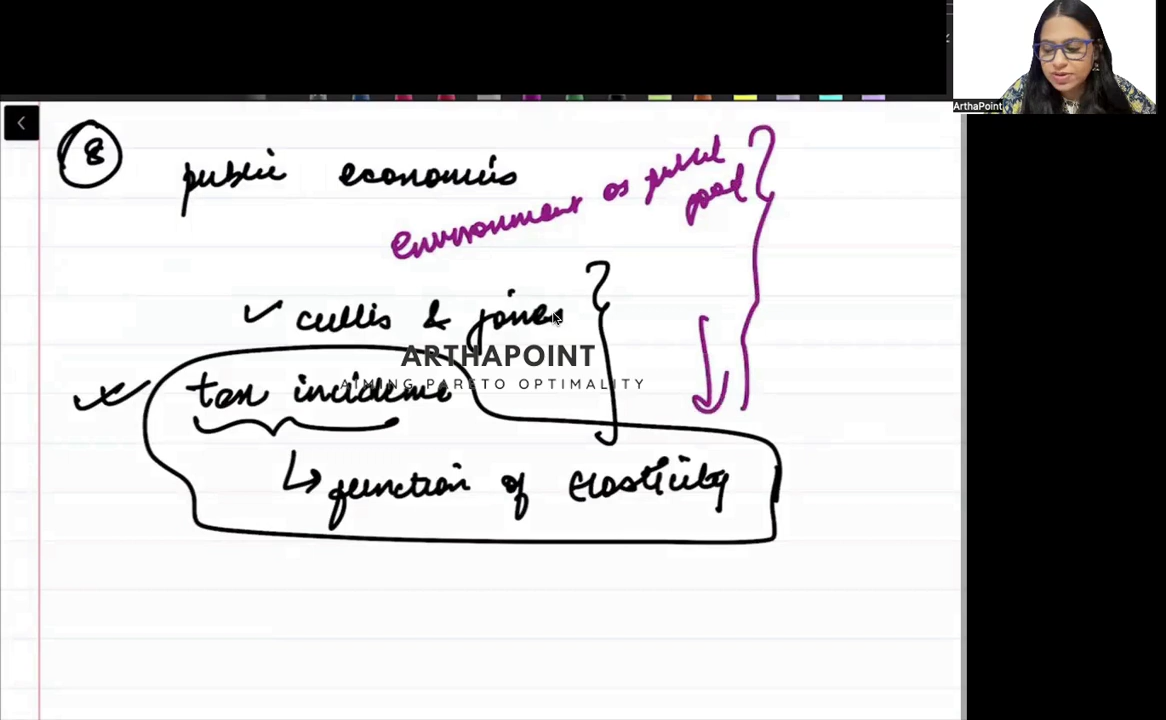 ArthaPoint
8
public economics
environment as public
good
cullis & jones
ARTHAPOINT
AIMING PARETO OPTIMALITY
tax incidence
function of Elasticity